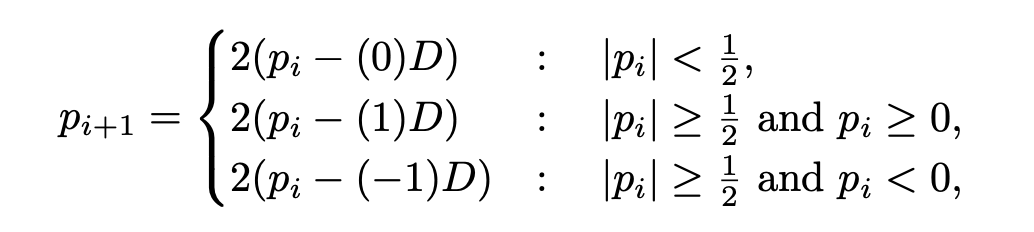 p_{i+1} = { 2(p_i − (0)D) : |p_i| < 1/2,
2(p_i − (1)D) : |p_i| ≥ 1/2 and p_i ≥ 0,
2(p_i − (−1)D) : |p_i| ≥ 1/2 and p_i < 0,